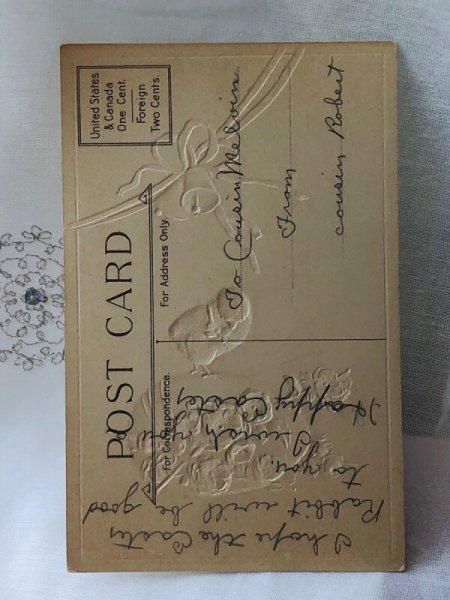 POST CARD
United States
& Canada
One Cent.
Foreign
Two Cents.
For Correspondence.
For Address Only.
I hope the Easter
Rabbit will be good
to you
I wish you
Happy Easter
To Cousin Melvin
From
cousin Robert